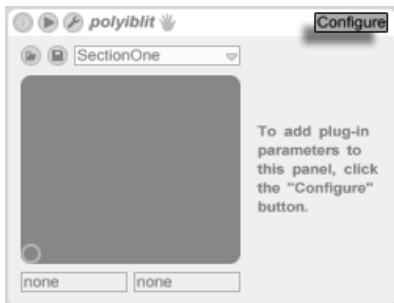 polyiblit
Configure
SectionOne
To add plug-in
parameters to
this panel, click
the "Configure"
button.
none
none